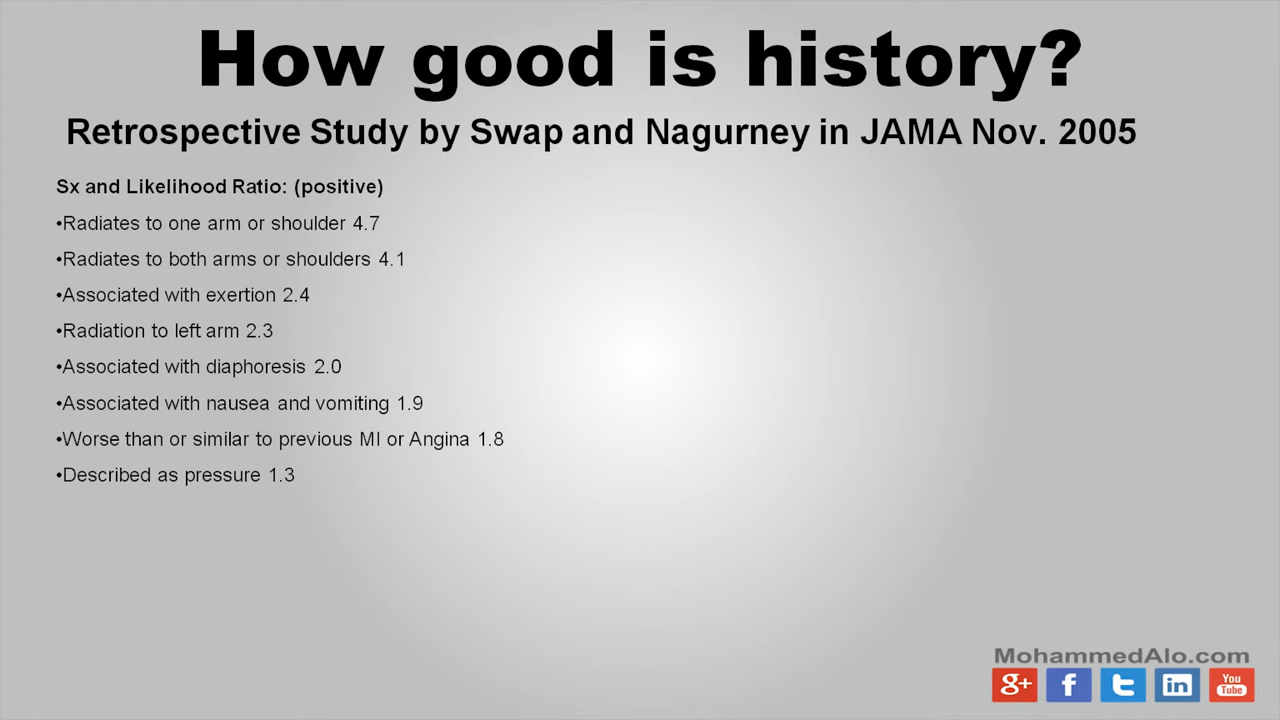 How good is history?
Retrospective Study by Swap and Nagurney in JAMA Nov. 2005
Sx and Likelihood Ratio: (positive)
•Radiates to one arm or shoulder 4.7
•Radiates to both arms or shoulders 4.1
•Associated with exertion 2.4
•Radiation to left arm 2.3
•Associated with diaphoresis 2.0
•Associated with nausea and vomiting 1.9
•Worse than or similar to previous MI or Angina 1.8
•Described as pressure 1.3
MohammedAlo.com
g+ f t in You Tube